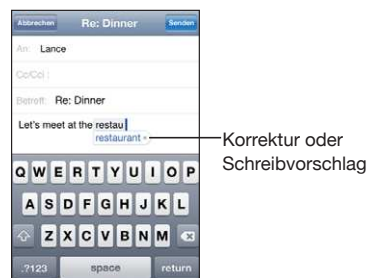 Abbrechen Re: Dinner Senden
An: Lance
Cc/Cci :
Betreff: Re: Dinner
Let's meet at the restau
restaurant ×
Korrektur oder
Schreibvorschlag
Q W E R T Y U I O P
A S D F G H J K L
Z X C V B N M
.?123 space return